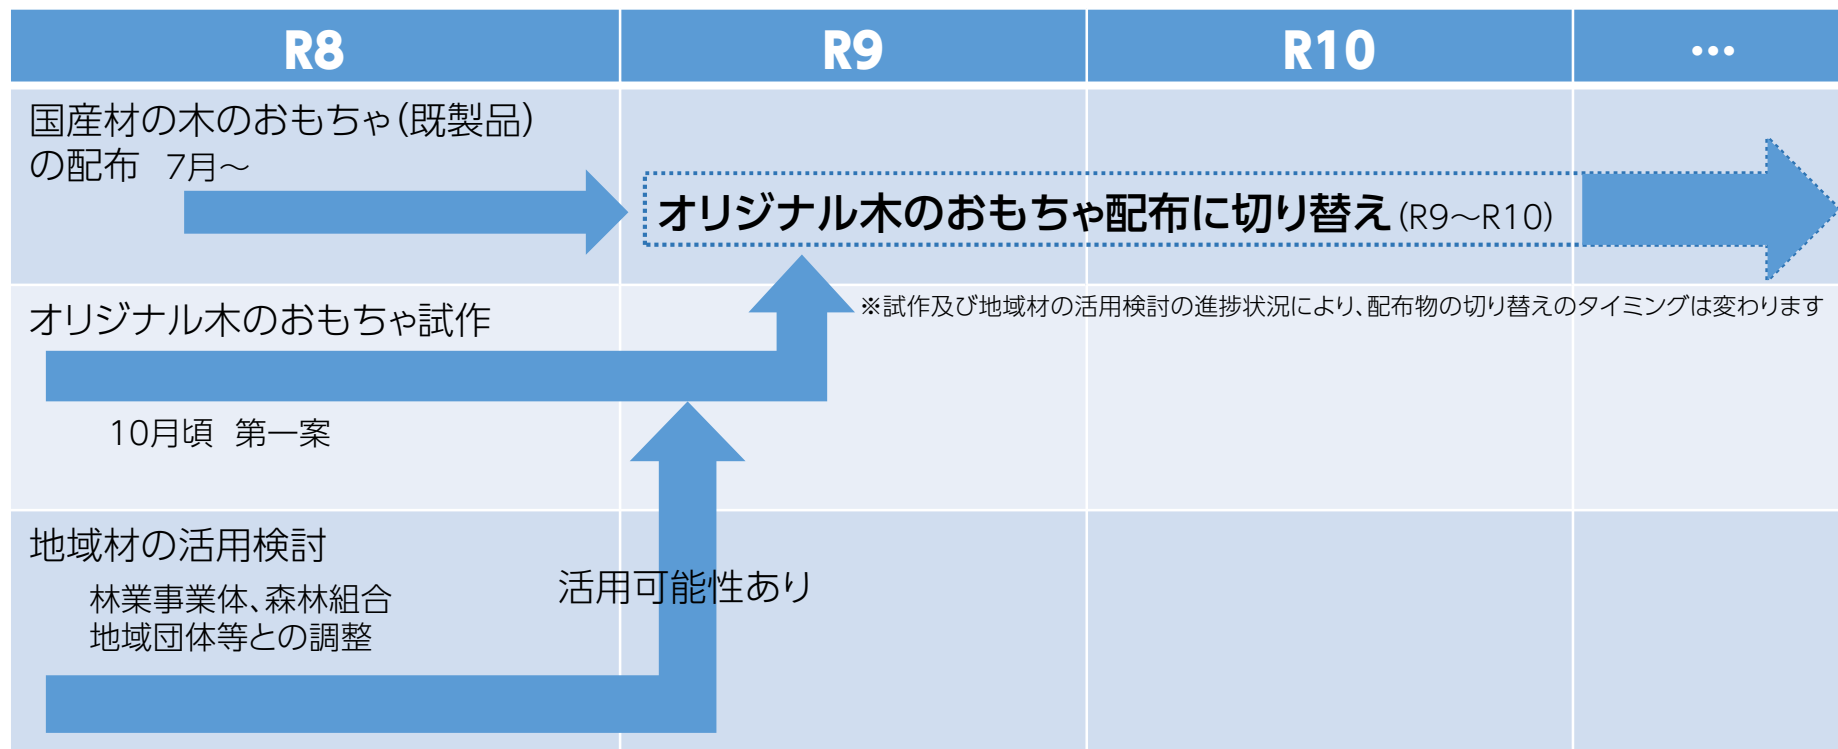 R8
R9
R10
…
国産材の木のおもちゃ(既製品)
の配布 7月～
オリジナル木のおもちゃ配布に切り替え(R9～R10)
※試作及び地域材の活用検討の進捗状況により、配布物の切り替えのタイミングは変わります
オリジナル木のおもちゃ試作
10月頃 第一案
地域材の活用検討
林業事業体、森林組合
地域団体等との調整
活用可能性あり